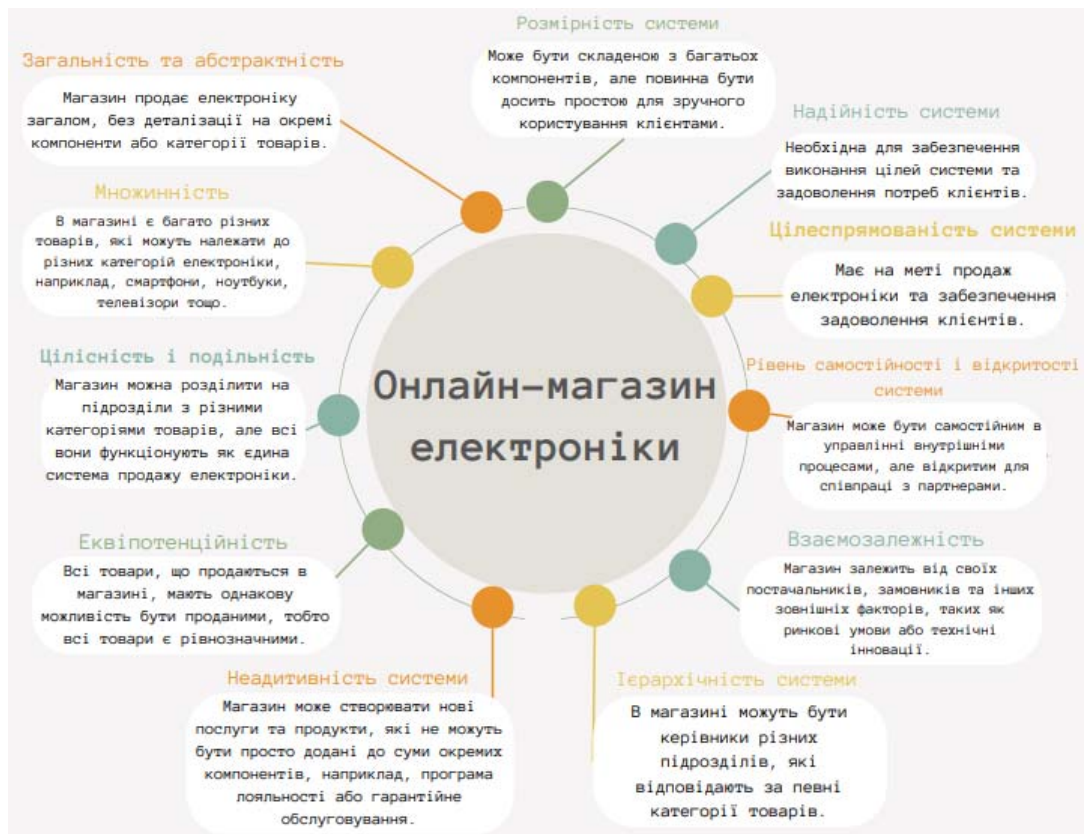 Розмірність системи
Може бути складеною з багатьох
компонентів, але повинна бути
досить простою для зручного
користування клієнтами.
Загальність та абстрактність
Магазин продає електроніку
загалом, без деталізації на окремі
компоненти або категорії товарів.
Надійність системи
Необхідна для забезпечення
виконання цілей системи та
задоволення потреб клієнтів.
Множинність
В магазині є багато різних
товарів, які можуть належати до
різних категорій електроніки,
наприклад, смартфони, ноутбуки,
телевізори тощо.
Цілеспрямованість системи
Має на меті продаж
електроніки та забезпечення
задоволення клієнтів.
Цілісність і подільність
Магазин можна розділити на
підрозділи з різними
категоріями товарів, але всі
вони функціонують як єдина
система продажу електроніки.
Онлайн-магазин
електроніки
Рівень самостійності і відкритості
системи
Магазин може бути самостійним в
управлінні внутрішніми
процесами, але відкритим для
співпраці з партнерами.
Еквіпотенційність
Всі товари, що продаються в
магазині, мають однакову
можливість бути проданими, тобто
всі товари є рівнозначними.
Взаємозалежність
Магазин залежить від своїх
постачальників, замовників та інших
зовнішніх факторів, таких як
ринкові умови або технічні
інновації.
Неадитивність системи
Магазин може створювати нові
послуги та продукти, які не можуть
бути просто додані до суми окремих
компонентів, наприклад, програма
лояльності або гарантійне
обслуговування.
Ієрархічність системи
В магазині можуть бути
керівники різних
підрозділів, які
відповідають за певні
категорії товарів.